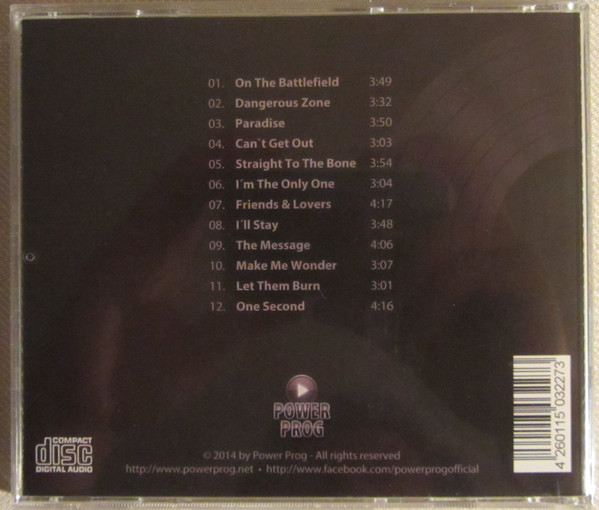 01. On The Battlefield 3:49
02. Dangerous Zone 3:32
03. Paradise 3:50
04. Can`t Get Out 3:03
05. Straight To The Bone 3:54
06. I´m The Only One 3:04
07. Friends & Lovers 4:17
08. I´ll Stay 3:48
09. The Message 4:06
10. Make Me Wonder 3:07
11. Let Them Burn 3:01
12. One Second 4:16
POWER
PROG
COMPACT
disc
DIGITAL AUDIO
© 2014 by Power Prog - All rights reserved
http://www.powerprog.net • http://www.facebook.com/powerprogofficial
4 260115 032273